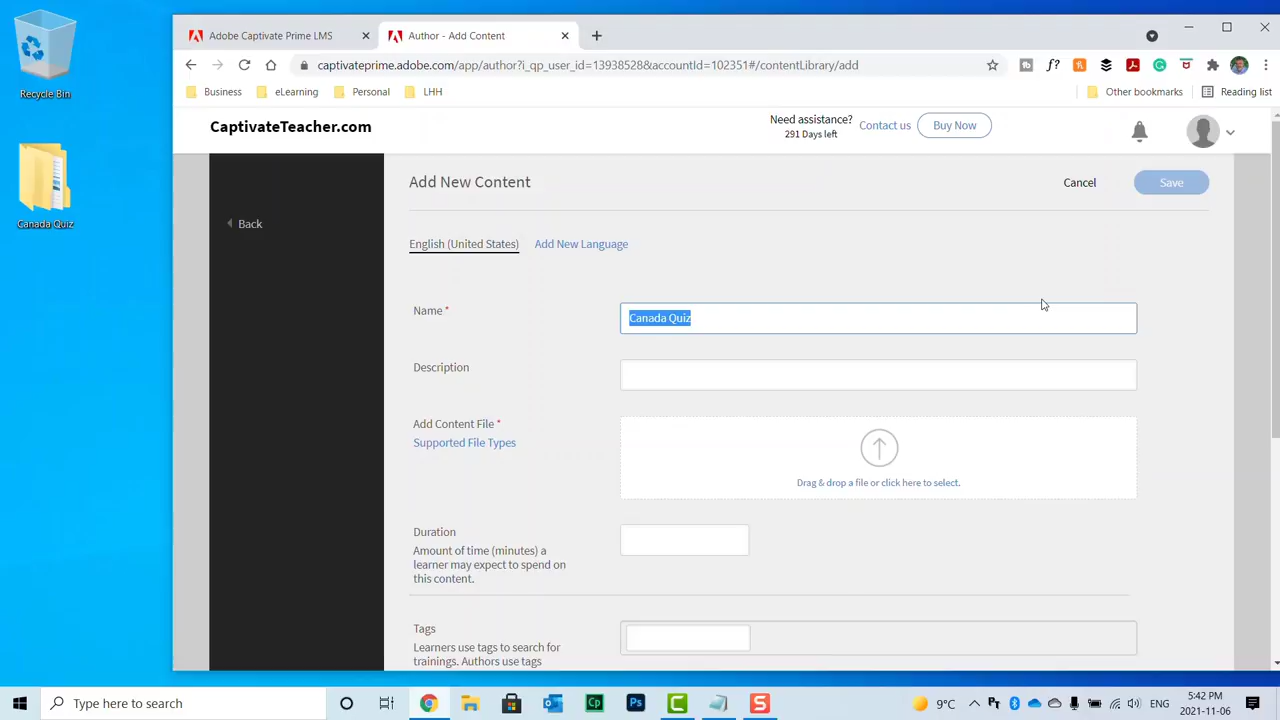 Recycle Bin
Canada Quiz
Adobe Captivate Prime LMS
Author - Add Content
captivateprime.adobe.com/app/author?i_qp_user_id=13938528&accountId=102351#/contentLibrary/add
Business
eLearning
Personal
LHH
Other bookmarks
Reading list
CaptivateTeacher.com
Need assistance?
291 Days left
Contact us
Buy Now
Back
Add New Content
Cancel
Save
English (United States)
Add New Language
Name *
Canada Quiz
Description
Add Content File *
Supported File Types
Drag & drop a file or click here to select.
Duration
Amount of time (minutes) a
learner may expect to spend on
this content.
Tags
Learners use tags to search for
trainings. Authors use tags
Type here to search
Cp
Ps
9°C
ENG
5:42 PM
2021-11-06